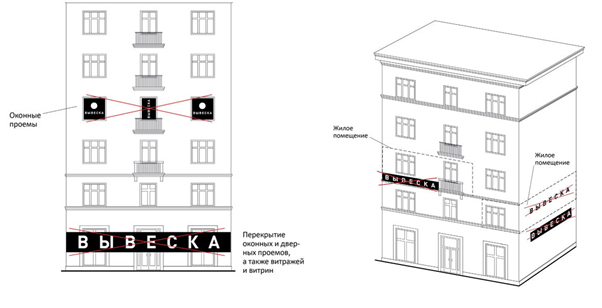 Оконные
проемы
ВЫВЕСКА
ВЫВЕСКА
ВЫВЕСКА
ВЫВЕСКА
Перекрытие
оконных и двер-
ных проемов,
а также витражей
и витрин
Жилое
помещение
ВЫВЕСКА
Жилое
помещение
ВЫВЕСКА
ВЫВЕСКА